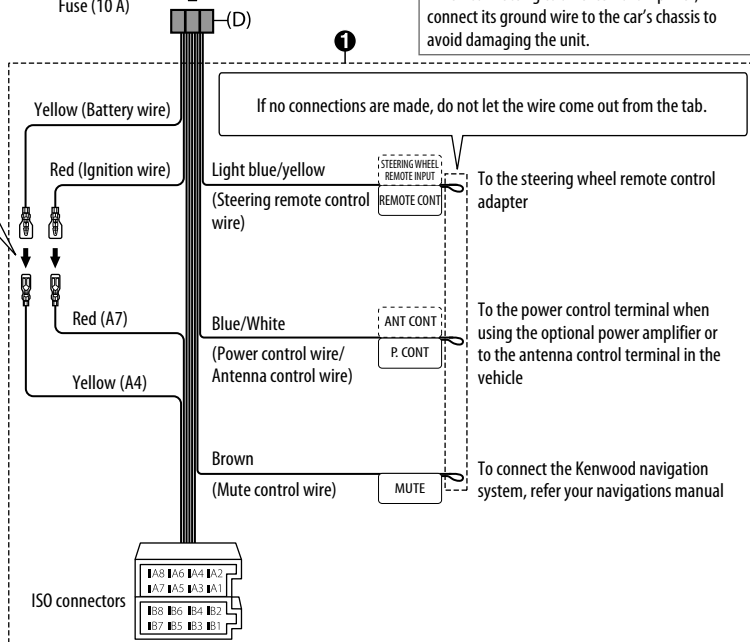 Fuse (10 A)
(D)
connect its ground wire to the car's chassis to
avoid damaging the unit.
1
If no connections are made, do not let the wire come out from the tab.
Yellow (Battery wire)
Red (Ignition wire)
Light blue/yellow
(Steering remote control
wire)
STEERING WHEEL
REMOTE INPUT
REMOTE CONT
To the steering wheel remote control
adapter
Red (A7)
Yellow (A4)
Blue/White
(Power control wire/
Antenna control wire)
ANT CONT
P. CONT
To the power control terminal when
using the optional power amplifier or
to the antenna control terminal in the
vehicle
Brown
(Mute control wire)
MUTE
To connect the Kenwood navigation
system, refer your navigations manual
ISO connectors
A8 A6 A4 A2
A7 A5 A3 A1
B8 B6 B4 B2
B7 B5 B3 B1